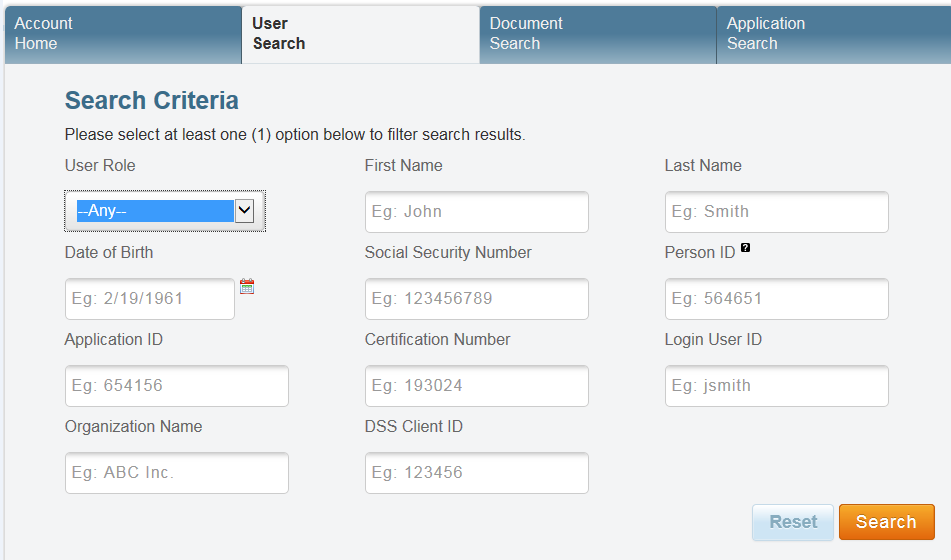 Account Home
User Search
Document Search
Application Search
Search Criteria
Please select at least one (1) option below to filter search results.
User Role
First Name
Last Name
--Any--
Eg: John
Eg: Smith
Date of Birth
Social Security Number
Person ID ?
Eg: 2/19/1961
Eg: 123456789
Eg: 564651
Application ID
Certification Number
Login User ID
Eg: 654156
Eg: 193024
Eg: jsmith
Organization Name
DSS Client ID
Eg: ABC Inc.
Eg: 123456
Reset
Search